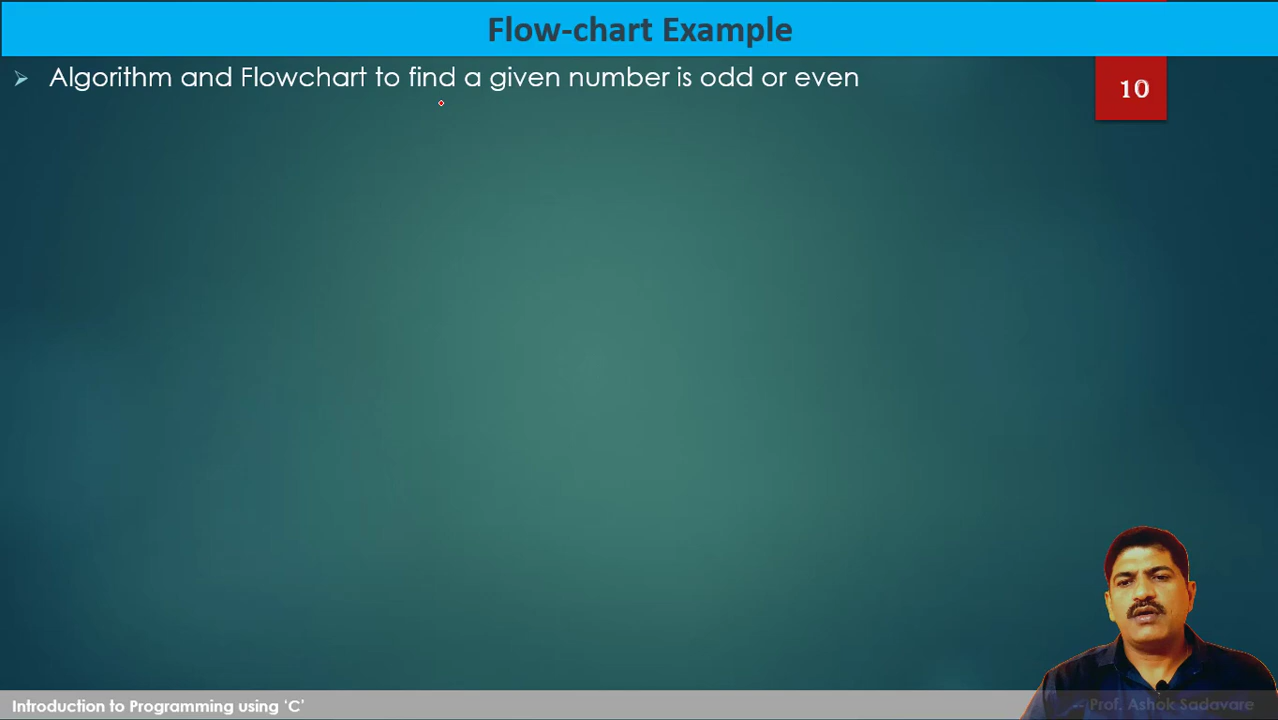 Flow-chart Example
Algorithm and Flowchart to find a given number is odd or even
10
Introduction to Programming using 'C'
– Prof. Ashok Sadavare